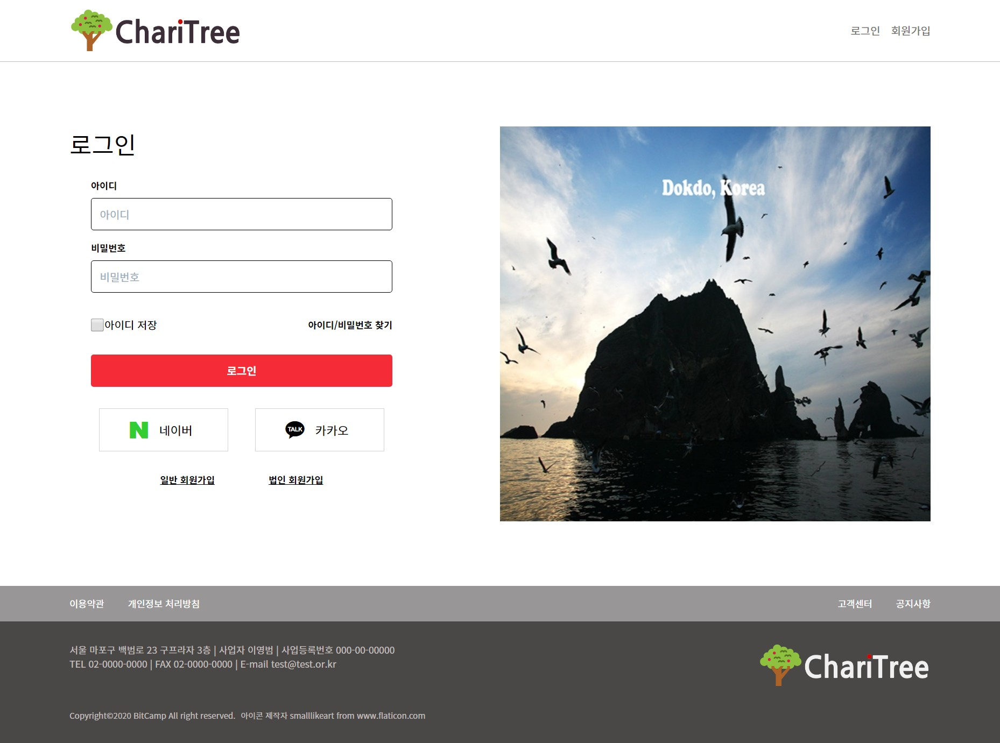 ChariTree
로그인 회원가입
로그인
아이디
아이디
비밀번호
비밀번호
아이디 저장 아이디/비밀번호 찾기
로그인
N 네이버
TALK 카카오
일반 회원가입 법인 회원가입
Dokdo, Korea
이용약관 개인정보 처리방침 고객센터 공지사항
서울 마포구 백범로 23 구프라자 3층 | 사업자 이영범 | 사업등록번호 000-00-00000
TEL 02-0000-0000 | FAX 02-0000-0000 | E-mail test@test.or.kr
ChariTree
Copyright©2020 BitCamp All right reserved. 아이콘 제작자 smalllikeart from www.flaticon.com